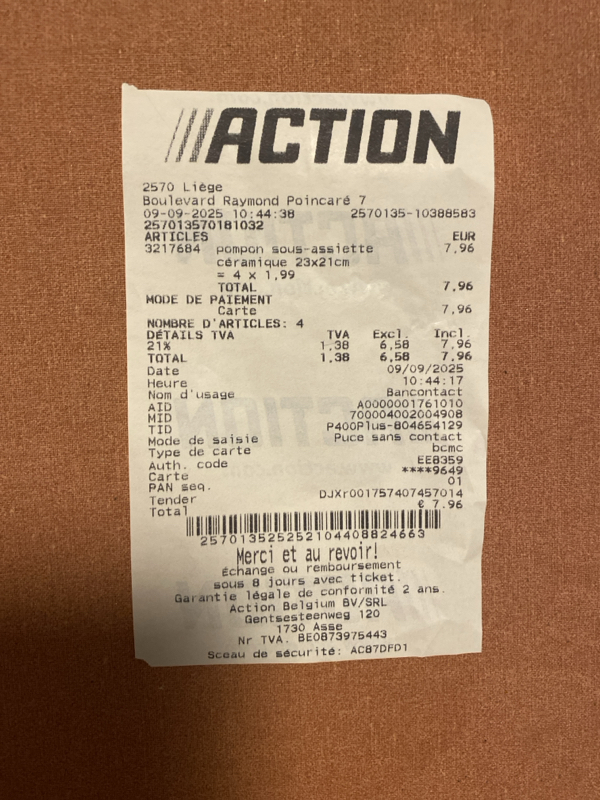 ///ACTION
2570 Liège
Boulevard Raymond Poincaré 7
09-09-2025 10:44:38 2570135-10388583
257013570181032
ARTICLES EUR
3217684 pompon sous-assiette 7,96
céramique 23x21cm
= 4 x 1,99
TOTAL 7,96
MODE DE PAIEMENT
Carte 7,96
NOMBRE D'ARTICLES: 4
DÉTAILS TVA TVA Excl. Incl.
21% 1,38 6,58 7,96
TOTAL 1,38 6,58 7,96
Date 09/09/2025
Heure 10:44:17
Nom d'usage Bancontact
AID A0000001761010
MID 700004002004908
TID P400Plus-804654129
Mode de saisie Puce sans contact
Type de carte bcmc
Auth. code EE8359
Carte ****9649
PAN seq. 01
Tender DJXr001757407457014
Total € 7.96
257013525252104408824663
Merci et au revoir!
Échange ou remboursement
sous 8 jours avec ticket.
Garantie légale de conformité 2 ans.
Action Belgium BV/SRL
Gentsesteenweg 120
1730 Asse
Nr TVA. BE0873975443
Sceau de sécurité: AC87DFD1